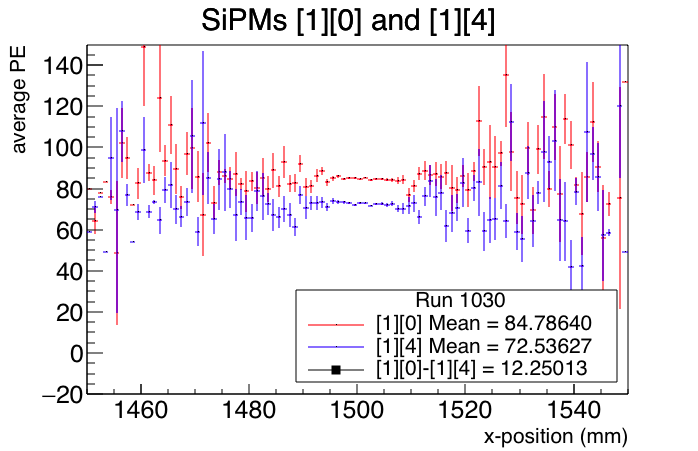 SiPMs [1][0] and [1][4]
average PE
140
120
100
80
60
40
20
0
−20
Run 1030
[1][0] Mean = 84.78640
[1][4] Mean = 72.53627
[1][0]-[1][4] = 12.25013
1460 1480 1500 1520 1540
x-position (mm)